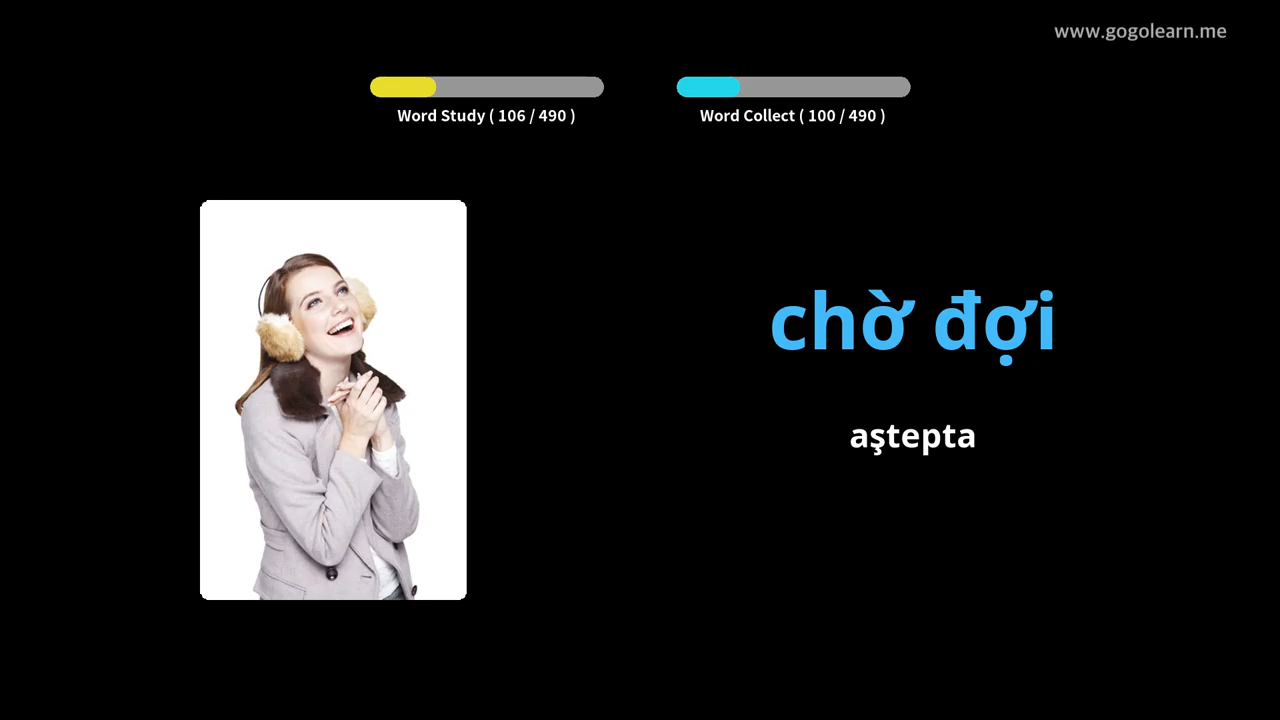 www.gogolearn.me
Word Study ( 106 / 490 )
Word Collect ( 100 / 490 )
chờ đợi
aştepta